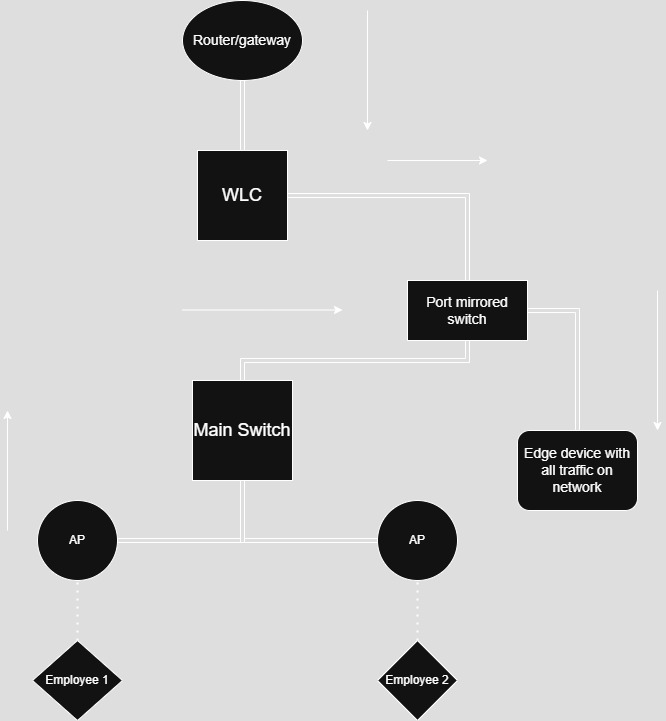 Router/gateway
WLC
Port mirrored
switch
Main Switch
Edge device with
all traffic on
network
AP
AP
Employee 1
Employee 2